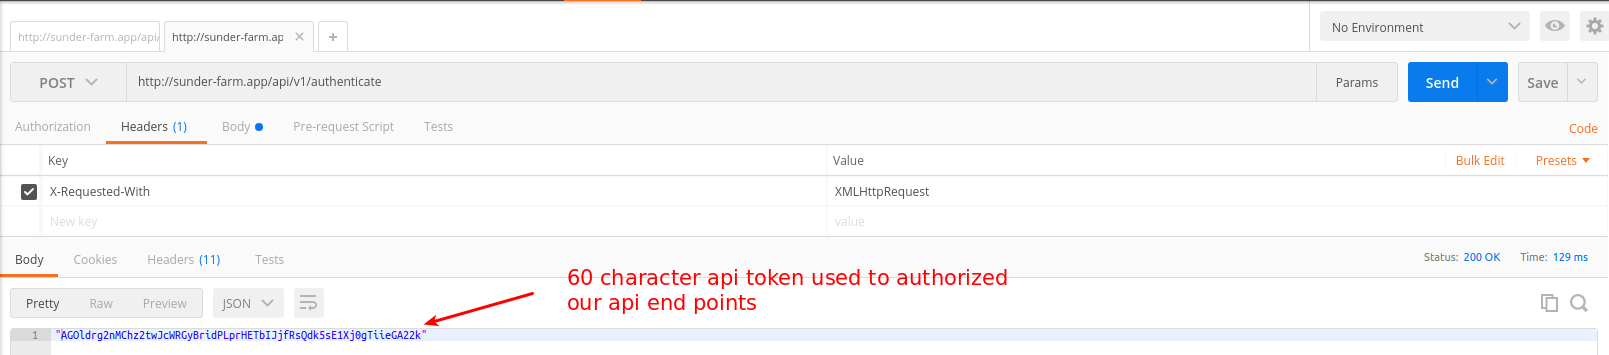 http://sunder-farm.app/api/
http://sunder-farm.ap
No Environment
POST
http://sunder-farm.app/api/v1/authenticate
Params
Send
Save
Authorization
Headers (1)
Body
Pre-request Script
Tests
Code
Key
Value
Bulk Edit
Presets
X-Requested-With
XMLHttpRequest
New key
value
Body
Cookies
Headers (11)
Tests
Status: 200 OK
Time: 129 ms
60 character api token used to authorized
our api end points
Pretty
Raw
Preview
JSON
1
"AGOldrg2nMChz2twJcWRGyBridPLprHETbIJjfRsQdk5sE1Xj0gTiieGA22k"